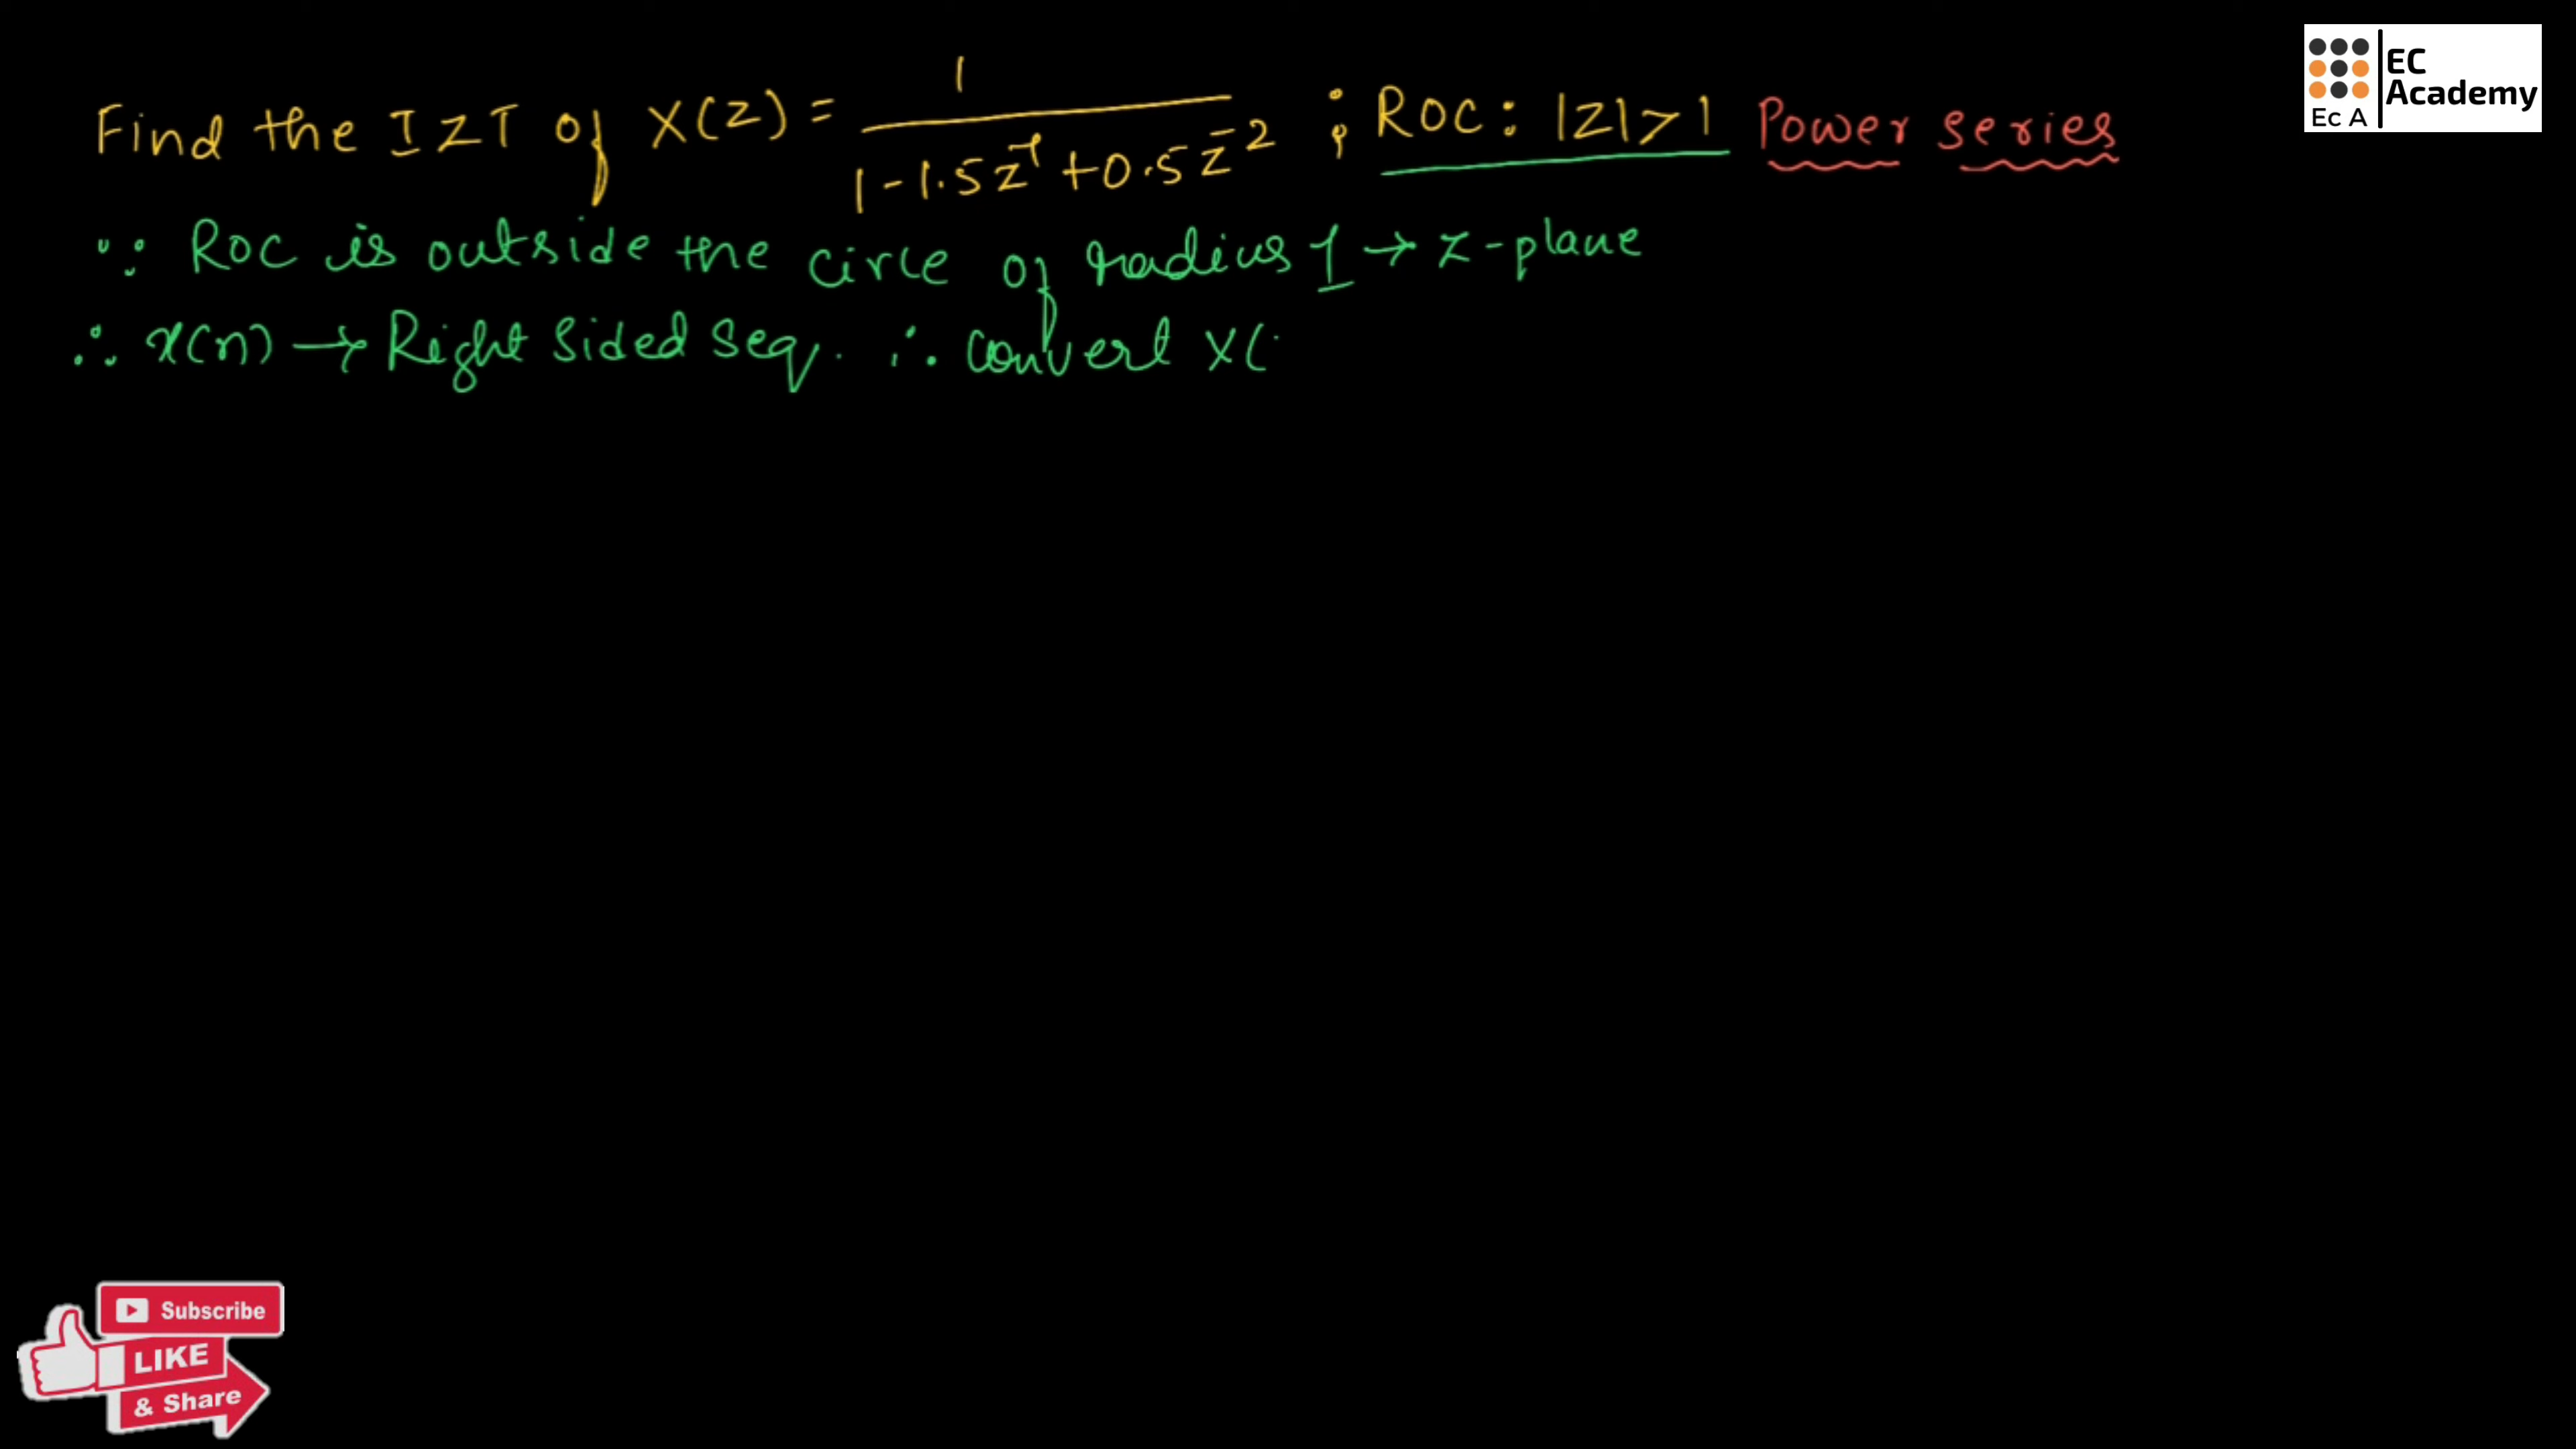 Find the IZT of X(z) = 1 / (1 - 1.5z^-1 + 0.5z^-2) ; ROC : |z| > 1 Power series
∵ ROC is outside the circe of radius 1 → z-plane
∴ x(n) → Right sided seq. ∴ convert X(
EC
Academy
Ec A
Subscribe
LIKE
& Share